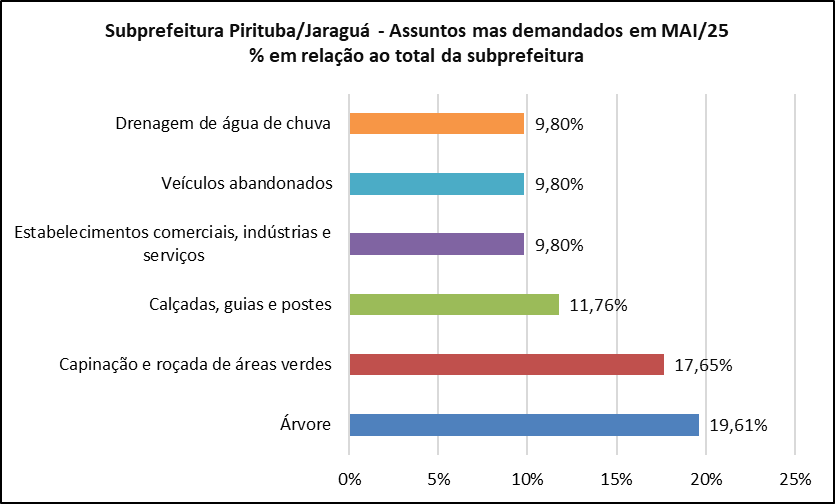 Subprefeitura Pirituba/Jaraguá - Assuntos mas demandados em MAI/25
% em relação ao total da subprefeitura
Drenagem de água de chuva
9,80%
Veículos abandonados
9,80%
Estabelecimentos comerciais, indústrias e
serviços
9,80%
Calçadas, guias e postes
11,76%
Capinação e roçada de áreas verdes
17,65%
Árvore
19,61%
0%
5%
10%
15%
20%
25%